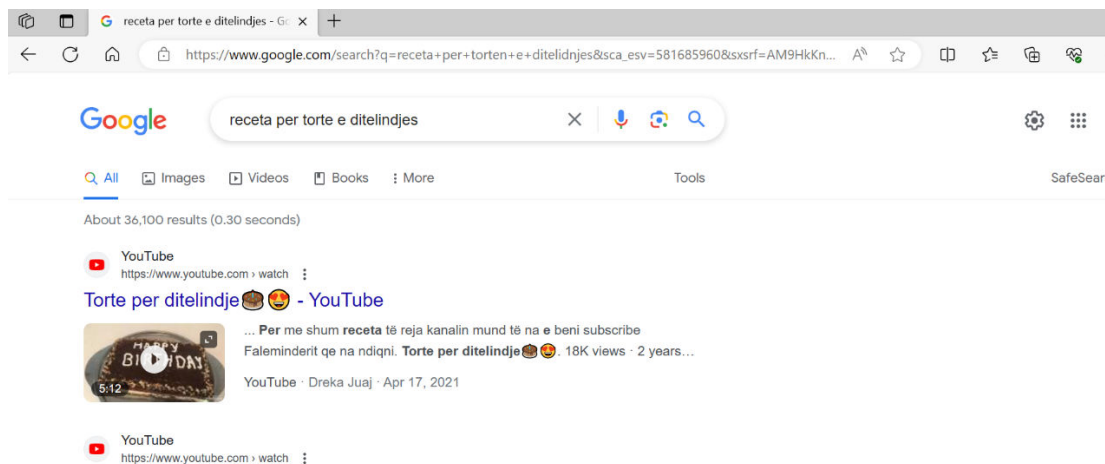 receta per torte e ditelindjes - Go
https://www.google.com/search?q=receta+per+torten+e+ditelidnjes&sca_esv=581685960&sxsrf=AM9HkKn...
Google
receta per torte e ditelindjes
All Images Videos Books More Tools SafeSear
About 36,100 results (0.30 seconds)
YouTube
https://www.youtube.com › watch
Torte per ditelindje🎂😍 - YouTube
... Per me shum receta të reja kanalin mund të na e beni subscribe
Faleminderit qe na ndiqni. Torte per ditelindje🎂😍. 18K views · 2 years...
HAPPY
BIRTHDAY
5:12
YouTube · Dreka Juaj · Apr 17, 2021
YouTube
https://www.youtube.com › watch